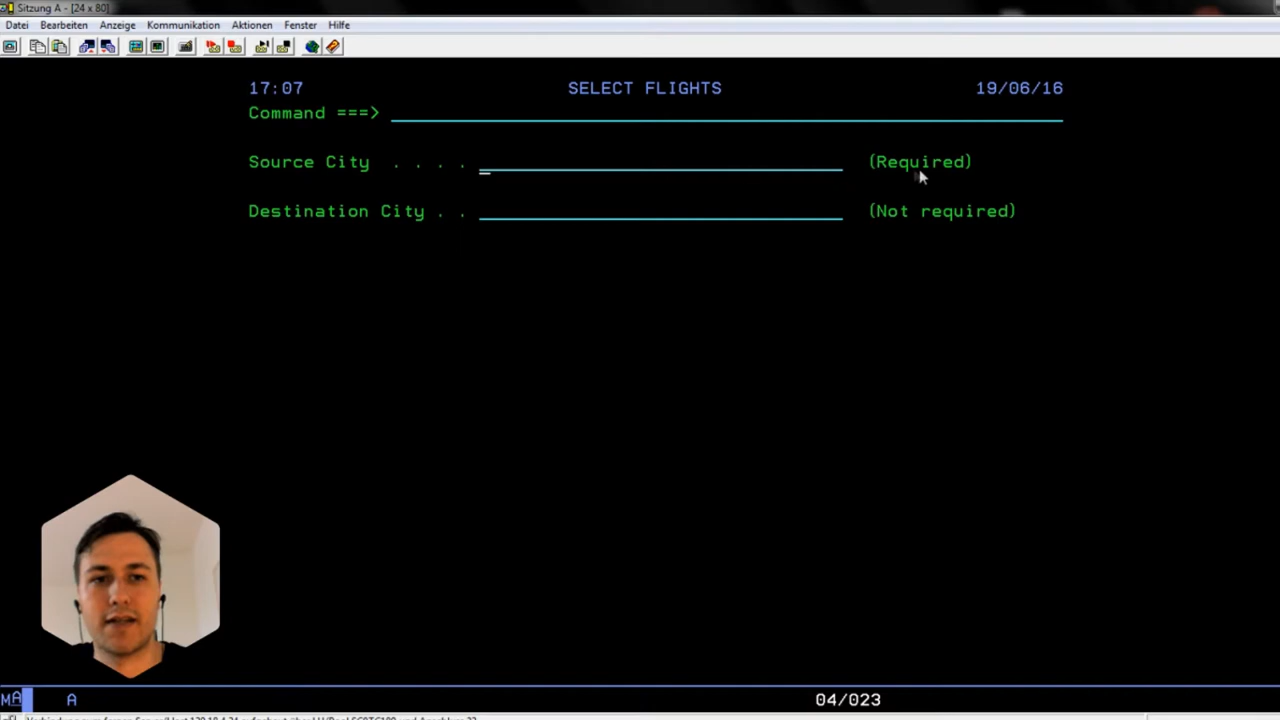 Sitzung A - [24 x 80]
Datei Bearbeiten Anzeige Kommunikation Aktionen Fenster Hilfe
17:07 SELECT FLIGHTS 19/06/16
Command ===>
Source City . . . . (Required)
Destination City . . (Not required)
MA A 04/023